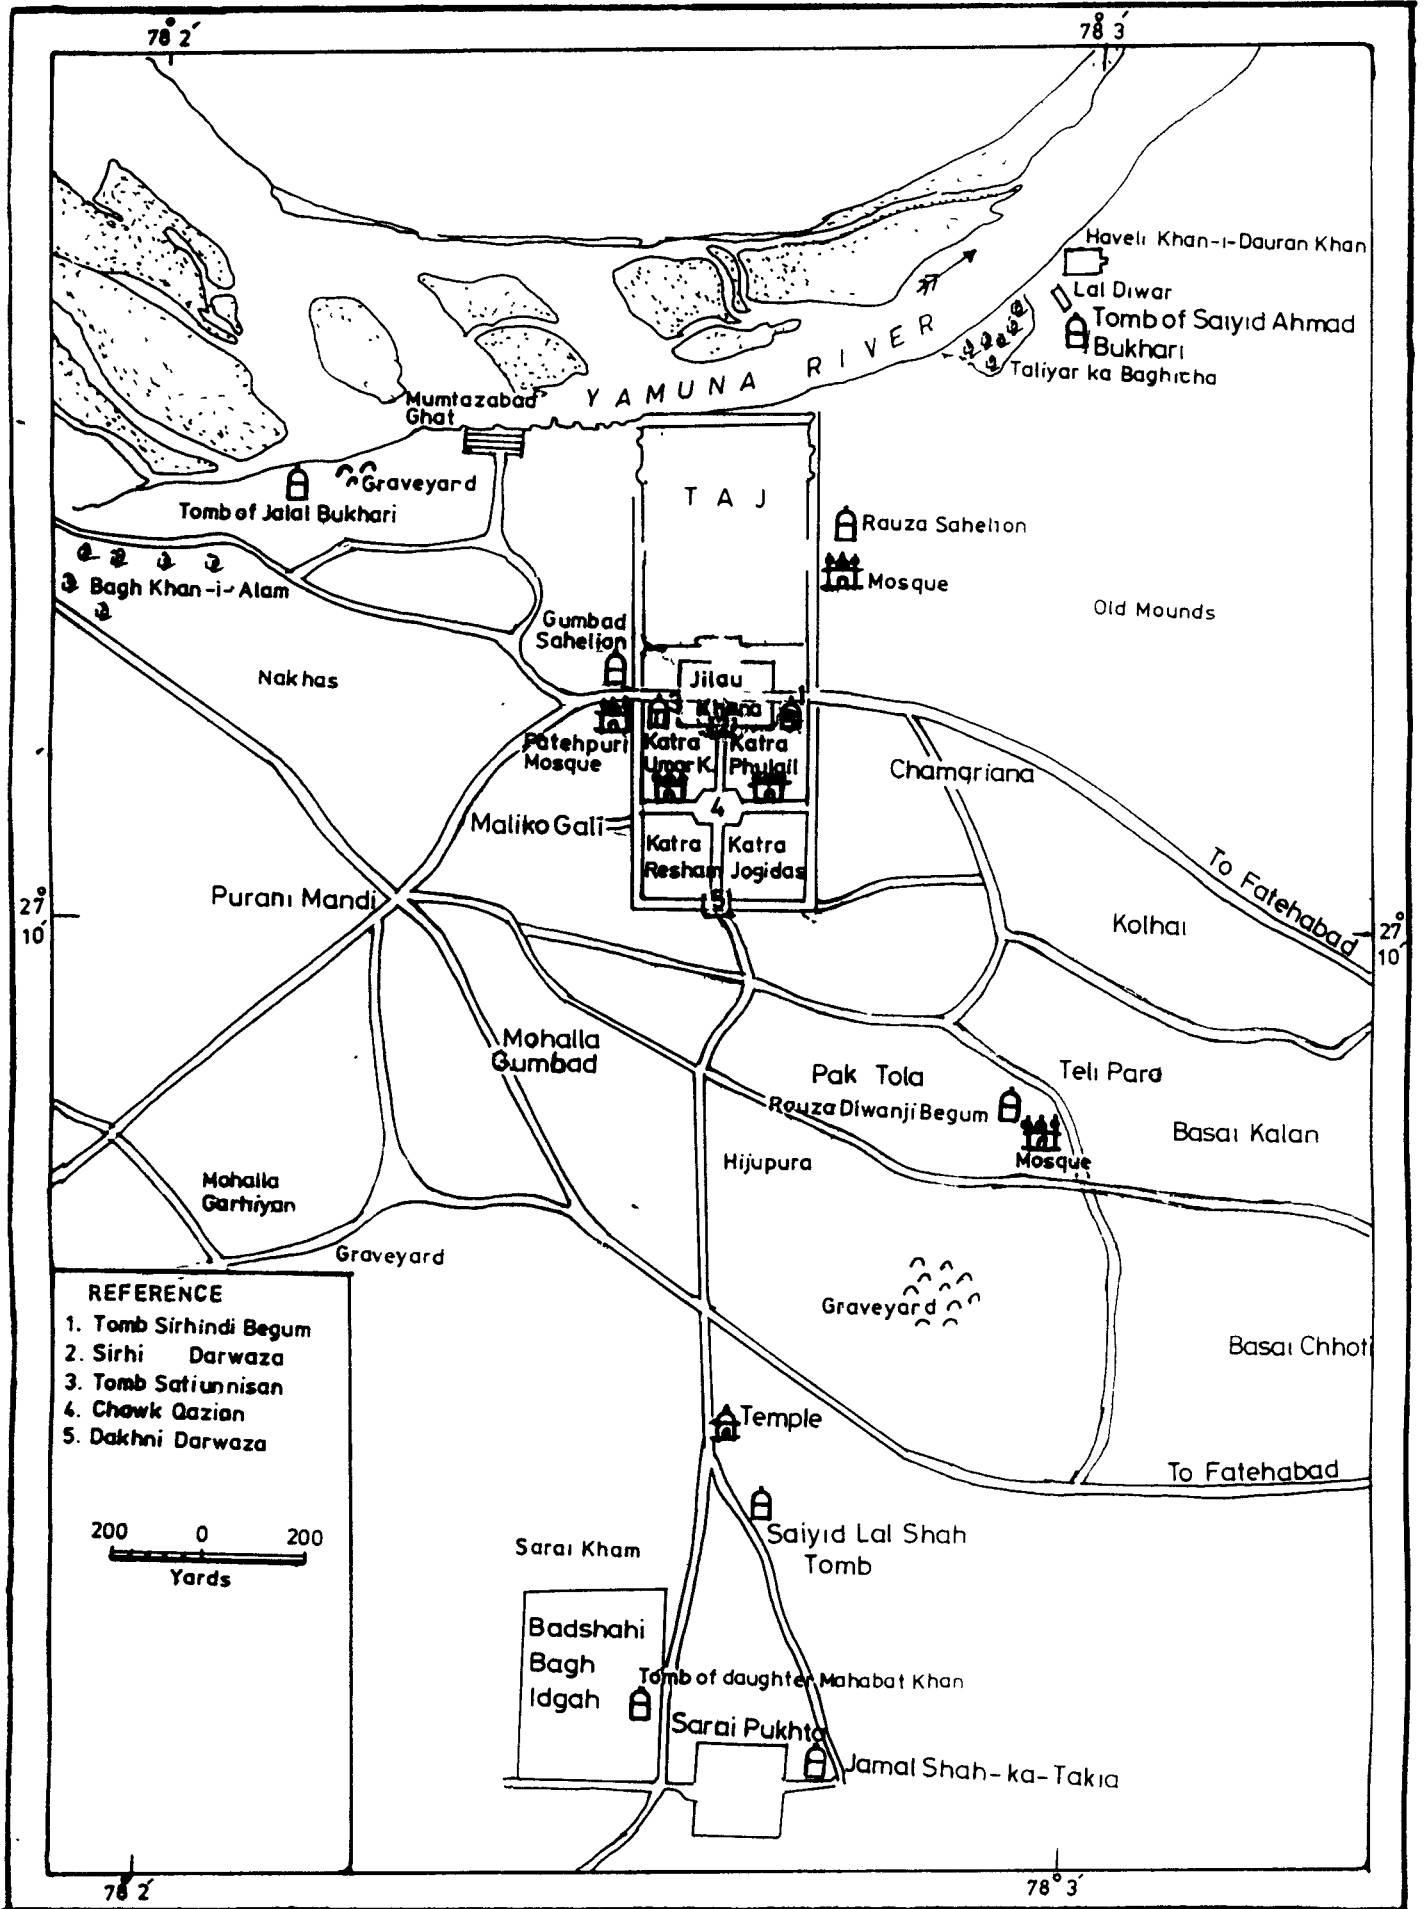 78° 2′
78° 3′
Haveli Khan-i-Dauran Khan
Lal Diwar
Tomb of Saiyid Ahmad
Bukhari
Taliyar ka Baghitha
YAMUNA RIVER
Mumtazabad
Ghat
Graveyard
Tomb of Jalal Bukhari
TAJ
Rauza Sahelion
Mosque
Bagh Khan-i-Alam
Old Mounds
Gumbad
Sahelian
Nakhas
Jilau
Khana
1
3
Fatehpuri
Mosque
Katra
Umar K.
Katra
Phulail
Chamariana
4
Maliko Gali
Katra
Resham
Katra
Jogidas
To Fatehabad
Purani Mandi
5
27°
10′
Kolhai
27°
10′
Mohalla
Gumbad
Pak Tola
Teli Para
Rauza Diwanji Begum
Basai Kalan
Mosque
Hijupura
Mohalla
Garhiyan
Graveyard
Graveyard
Basai Chhoti
REFERENCE
1. Tomb Sirhindi Begum
2. Sirhi Darwaza
3. Tomb Satiunnisan
4. Chowk Qazian
5. Dakhni Darwaza
Temple
To Fatehabad
200 0 200
Yards
Saiyid Lal Shah
Tomb
Sarai Kham
Badshahi
Bagh
Idgah
Tomb of daughter Mahabat Khan
Sarai Pukhta
Jamal Shah-ka-Takia
78° 2′
78° 3′